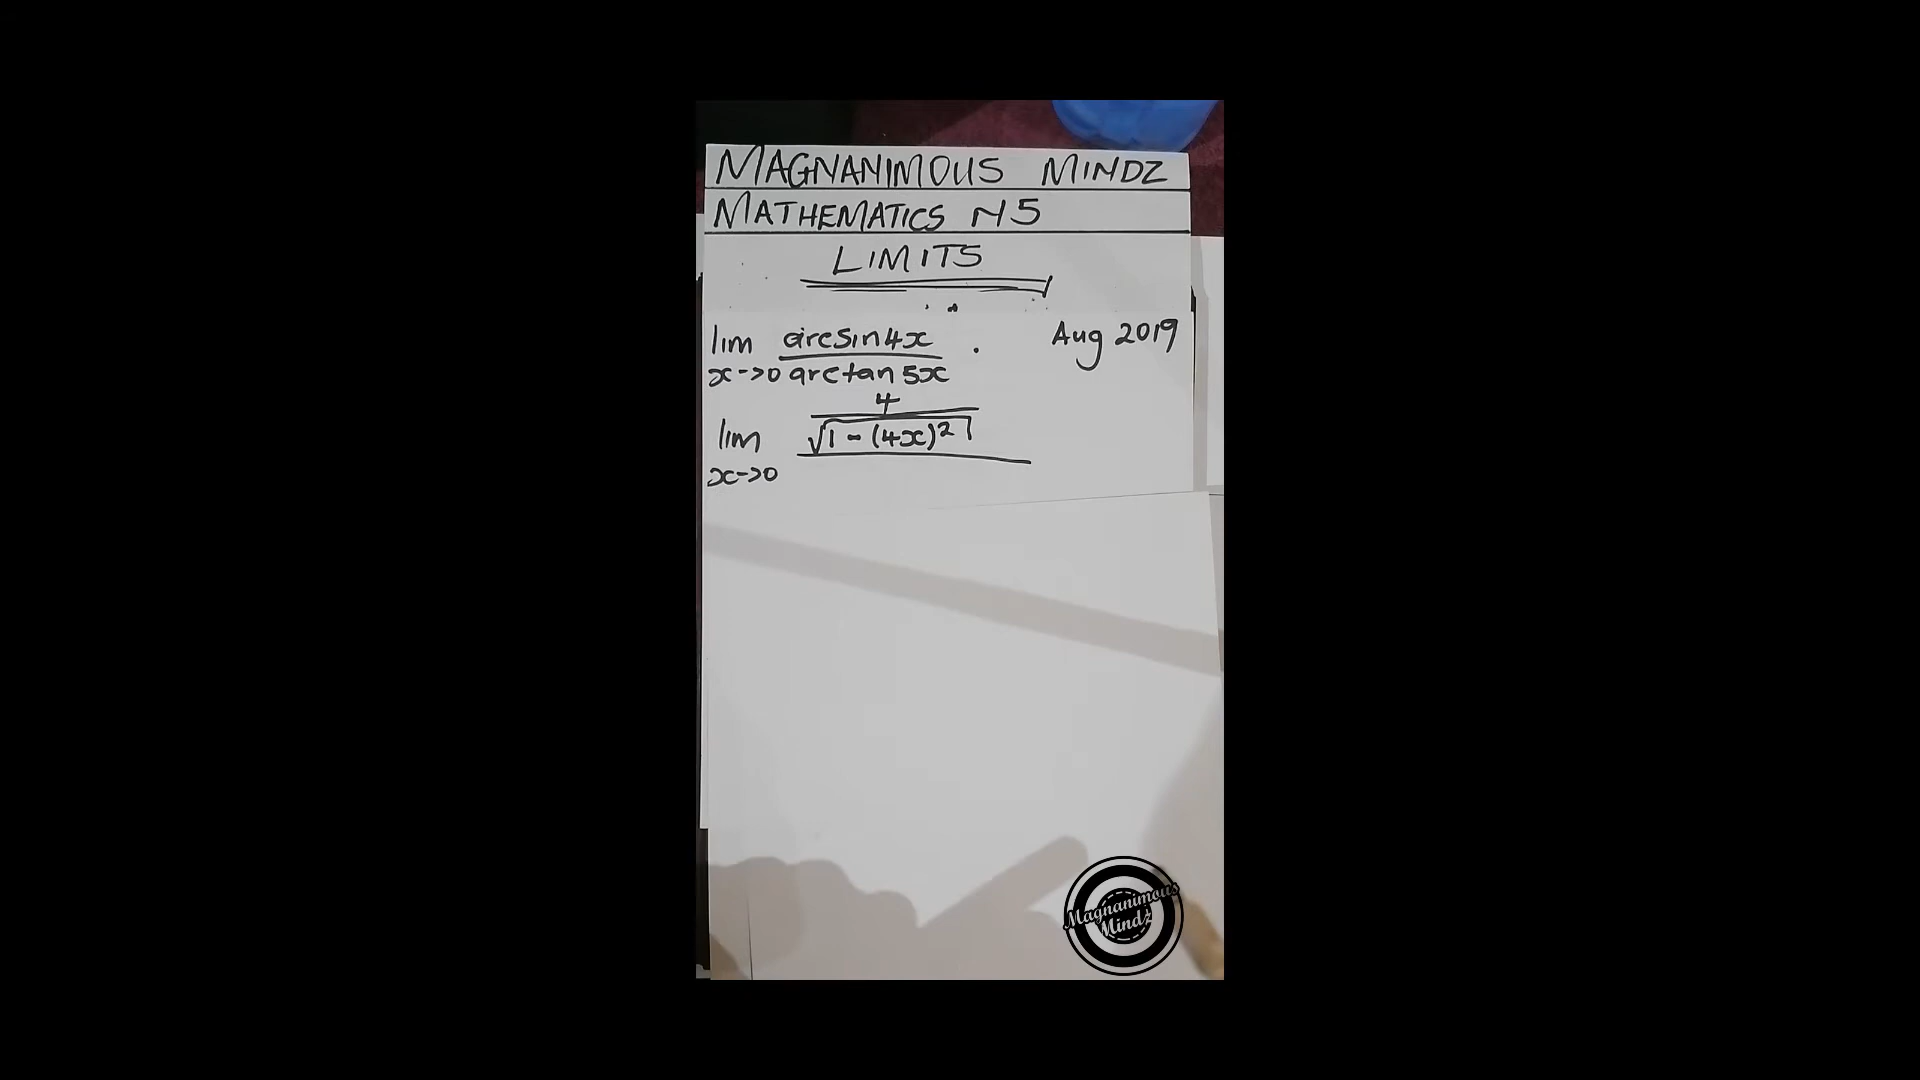 MAGNANIMOUS MINDZ
MATHEMATICS N5
LIMITS
lim arcsin4x . Aug 2019
x->0 arctan5x
4
lim √1-(4x)²
x->0
Magnanimous
Mindz